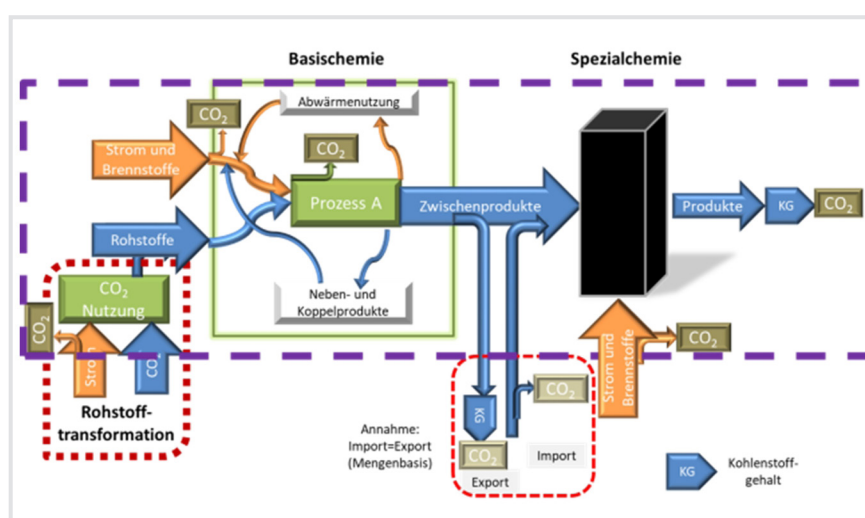 Basischemie
Spezialchemie
CO2
Abwärmenutzung
Strom und
Brennstoffe
CO2
Prozess A
Zwischenprodukte
Produkte
KG
CO2
Rohstoffe
CO2
Nutzung
Neben- und
Koppelprodukte
CO2
Strom
CO2
Rohstoff-
transformation
Strom und
Brennstoffe
CO2
Annahme:
Import=Export
(Mengenbasis)
KG
CO2
Export
CO2
Import
KG
Kohlenstoff-
gehalt